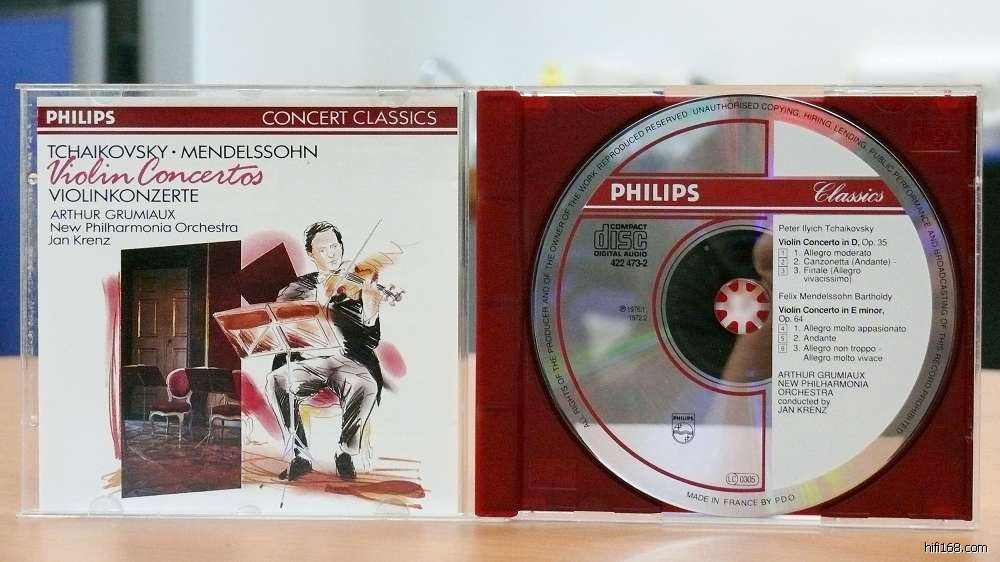 PHILIPS CONCERT CLASSICS
TCHAIKOVSKY · MENDELSSOHN
Violin Concertos
VIOLINKONZERTE
ARTHUR GRUMIAUX
New Philharmonia Orchestra
Jan Krenz
ALL RIGHTS OF THE PRODUCER AND OF THE OWNER OF THE WORK REPRODUCED RESERVED. UNAUTHORISED COPYING, HIRING, LENDING, PUBLIC PERFORMANCE AND BROADCASTING OF THIS RECORD PROHIBITED
PHILIPS Classics
COMPACT
disc
DIGITAL AUDIO
422 473-2
℗ 1976:1
1972:2
Peter Ilyich Tchaikovsky
Violin Concerto in D, Op. 35
1 1. Allegro moderato
2 2. Canzonetta (Andante) -
3 3. Finale (Allegro
vivacissimo)
Felix Mendelssohn Bartholdy
Violin Concerto in E minor,
Op. 64
4 1. Allegro molto appasionato
5 2. Andante
6 3. Allegro non troppo -
Allegro molto vivace
ARTHUR GRUMIAUX
NEW PHILHARMONIA
ORCHESTRA
conducted by
JAN KRENZ
PHILIPS
LC 0305
MADE IN FRANCE BY P.D.O.
hifi168.com